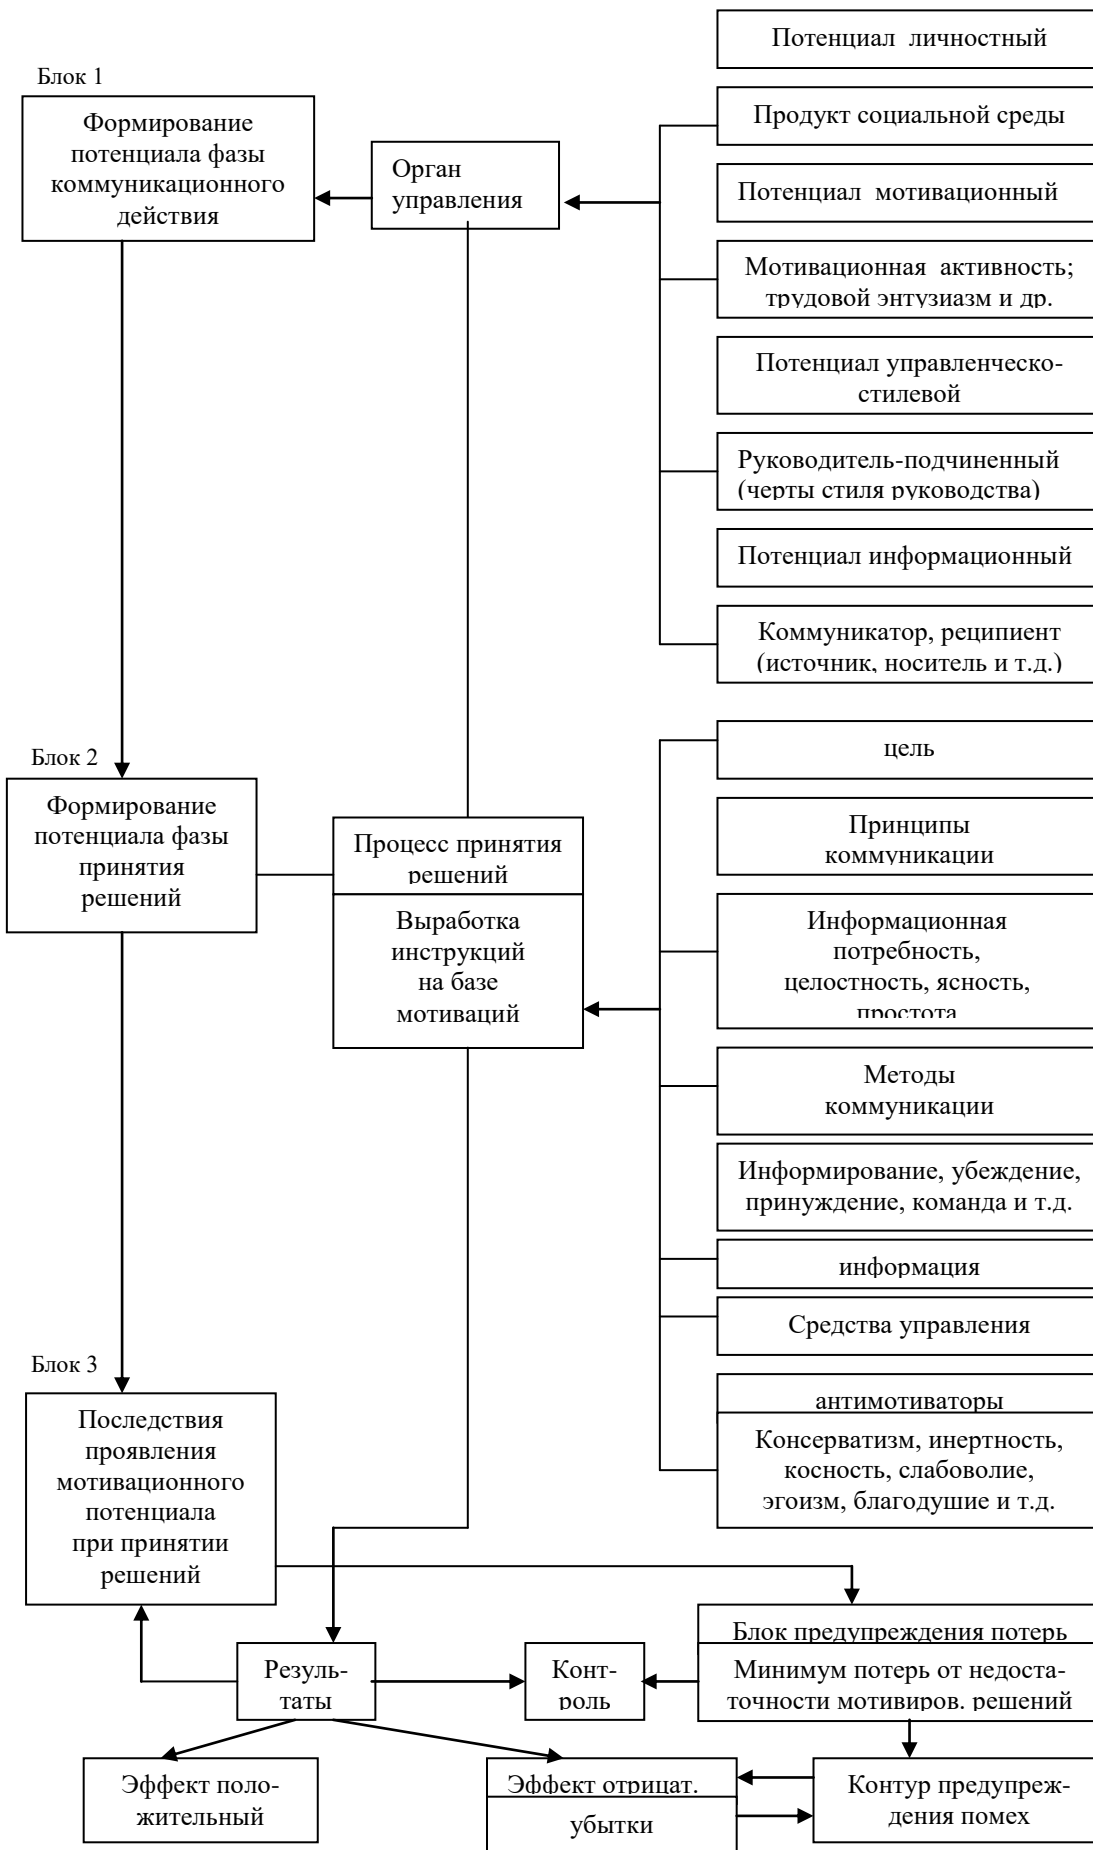 Потенциал личностный
Блок 1
Формирование
потенциала фазы
коммуникационного
действия
Орган
управления
Продукт социальной среды
Потенциал мотивационный
Мотивационная активность;
трудовой энтузиазм и др.
Потенциал управленческо-
стилевой
Руководитель-подчиненный
(черты стиля руководства)
Потенциал информационный
Коммуникатор, реципиент
(источник, носитель и т.д.)
Блок 2
Формирование
потенциала фазы
принятия
решений
Процесс принятия
решений
Выработка
инструкций
на базе
мотиваций
цель
Принципы
коммуникации
Информационная
потребность,
целостность, ясность,
простота
Методы
коммуникации
Информирование, убеждение,
принуждение, команда и т.д.
информация
Средства управления
антимотиваторы
Консерватизм, инертность,
косность, слабоволие,
эгоизм, благодушие и т.д.
Блок 3
Последствия
проявления
мотивационного
потенциала
при принятии
решений
Резуль-
таты
Конт-
роль
Блок предупреждения потерь
Минимум потерь от недоста-
точности мотивиров. решений
Эффект поло-
жительный
Эффект отрицат.
убытки
Контур предупреж-
дения помех